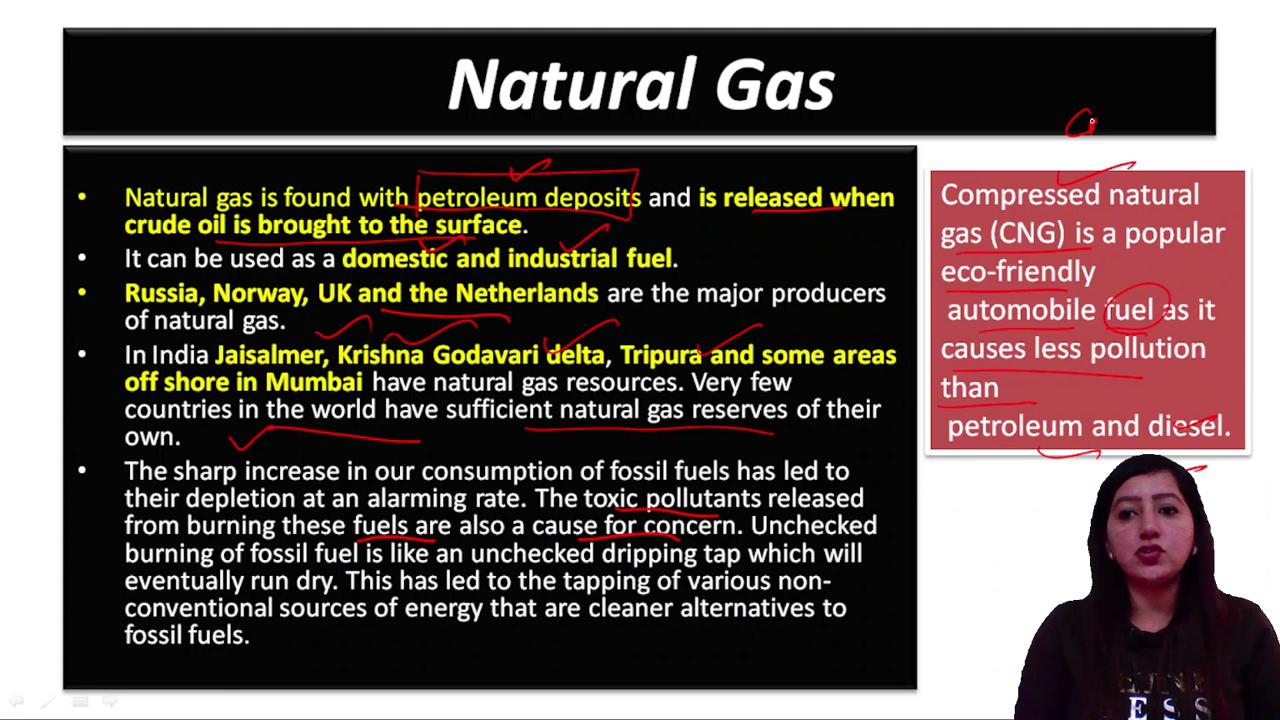 Natural Gas
• Natural gas is found with petroleum deposits and is released when
crude oil is brought to the surface.
• It can be used as a domestic and industrial fuel.
• Russia, Norway, UK and the Netherlands are the major producers
of natural gas.
• In India Jaisalmer, Krishna Godavari delta, Tripura and some areas
off shore in Mumbai have natural gas resources. Very few
countries in the world have sufficient natural gas reserves of their
own.
• The sharp increase in our consumption of fossil fuels has led to
their depletion at an alarming rate. The toxic pollutants released
from burning these fuels are also a cause for concern. Unchecked
burning of fossil fuel is like an unchecked dripping tap which will
eventually run dry. This has led to the tapping of various non-
conventional sources of energy that are cleaner alternatives to
fossil fuels.
Compressed natural
gas (CNG) is a popular
eco-friendly
automobile fuel as it
causes less pollution
than
petroleum and diesel.